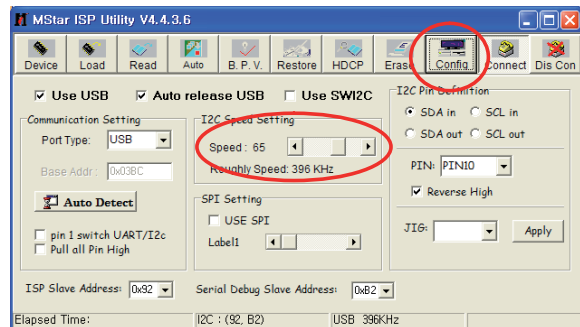 MStar ISP Utility V4.4.3.6
Device Load Read Auto B. P. V. Restore HDCP Erase Config Connect Dis Con
Use USB Auto release USB Use SWI2C
Communication Setting
Port Type: USB
Base Addr : 0x03BC
Auto Detect
pin 1 switch UART/I2c
Pull all Pin High
I2C Speed Setting
Speed : 65
Roughly Speed: 396 KHz
SPI Setting
USE SPI
Label1
I2C Pin Definition
SDA in SCL in
SDA out SCL out
PIN: PIN10
Reverse High
JIG: Apply
ISP Slave Address: 0x92 Serial Debug Slave Address: 0xB2
Elapsed Time: I2C : (92, B2) USB 396KHz